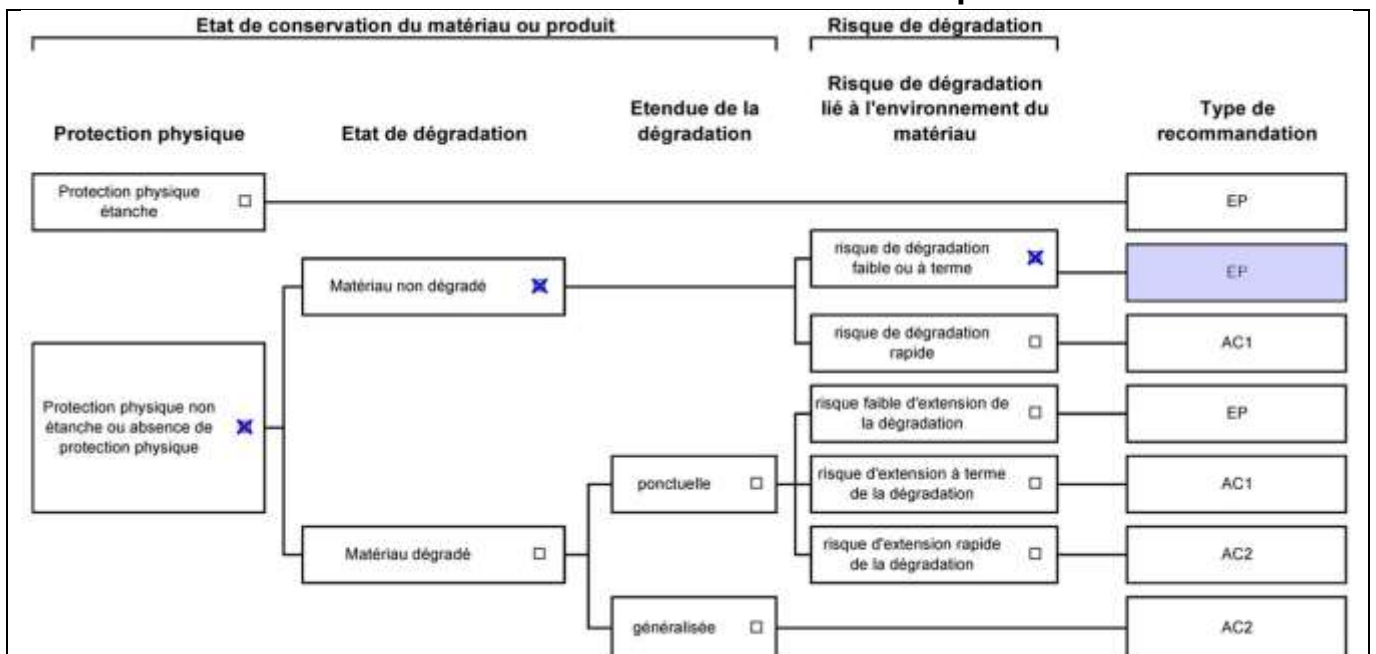 Etat de conservation du matériau ou produit
Risque de dégradation
Protection physique
Etat de dégradation
Etendue de la
dégradation
Risque de dégradation
lié à l'environnement du
matériau
Type de
recommandation
Protection physique
étanche
EP
risque de dégradation
faible ou à terme
EP
Matériau non dégradé
risque de dégradation
rapide
AC1
Protection physique non
étanche ou absence de
protection physique
risque faible d'extension de
la dégradation
EP
ponctuelle
risque d'extension à terme
de la dégradation
AC1
Matériau dégradé
risque d'extension rapide
de la dégradation
AC2
généralisée
AC2